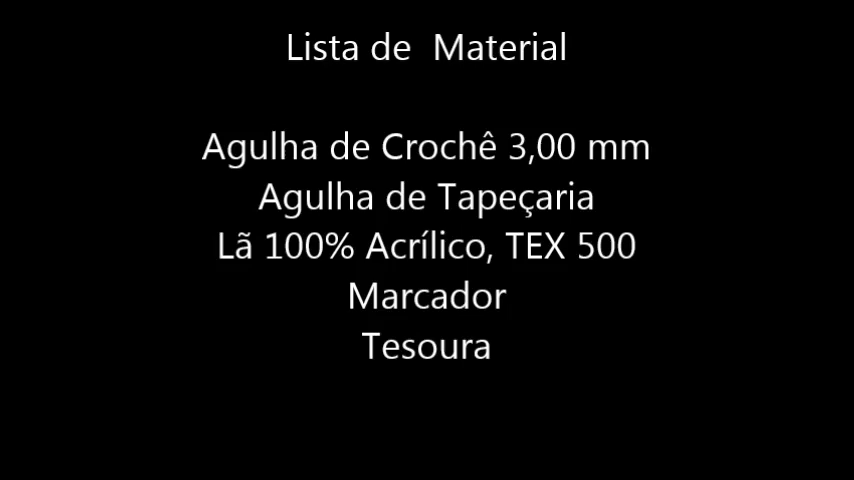 Lista de  Material
Agulha de Crochê 3,00 mm
Agulha de Tapeçaria
Lã 100% Acrílico, TEX 500
Marcador
Tesoura